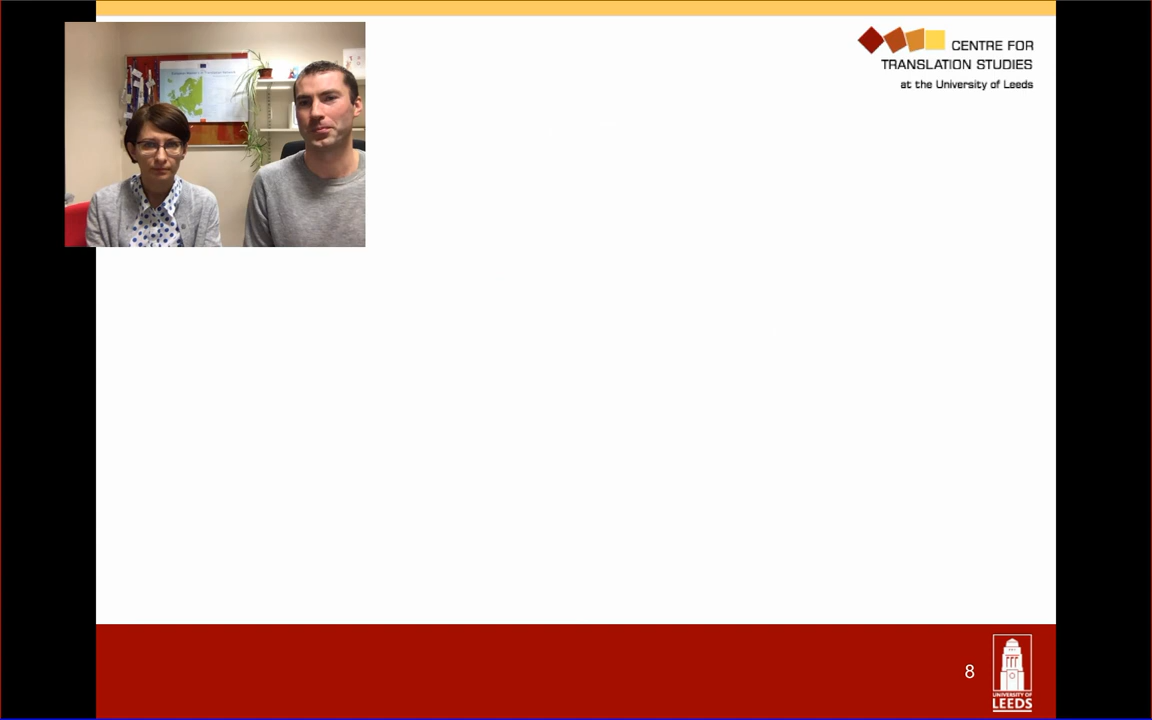 CENTRE FOR
TRANSLATION STUDIES
at the University of Leeds
8
UNIVERSITY OF
LEEDS